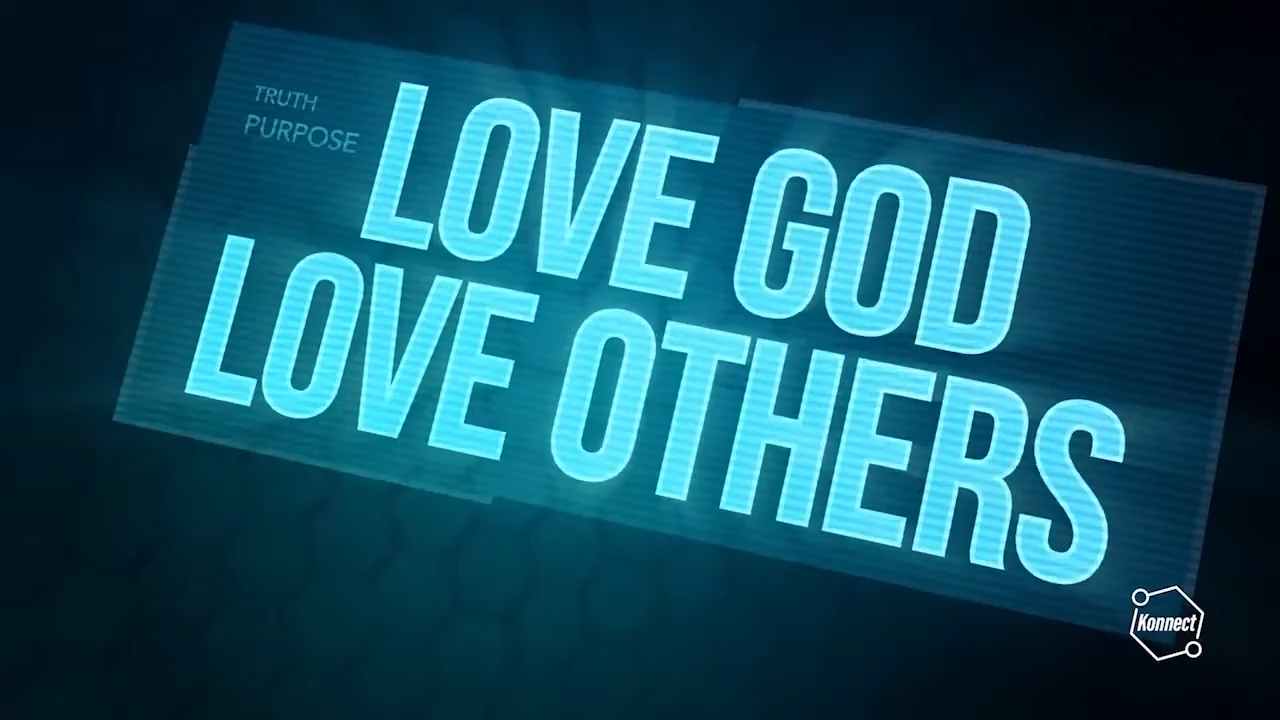 TRUTH
PURPOSE
LOVE GOD
LOVE OTHERS
Konnect